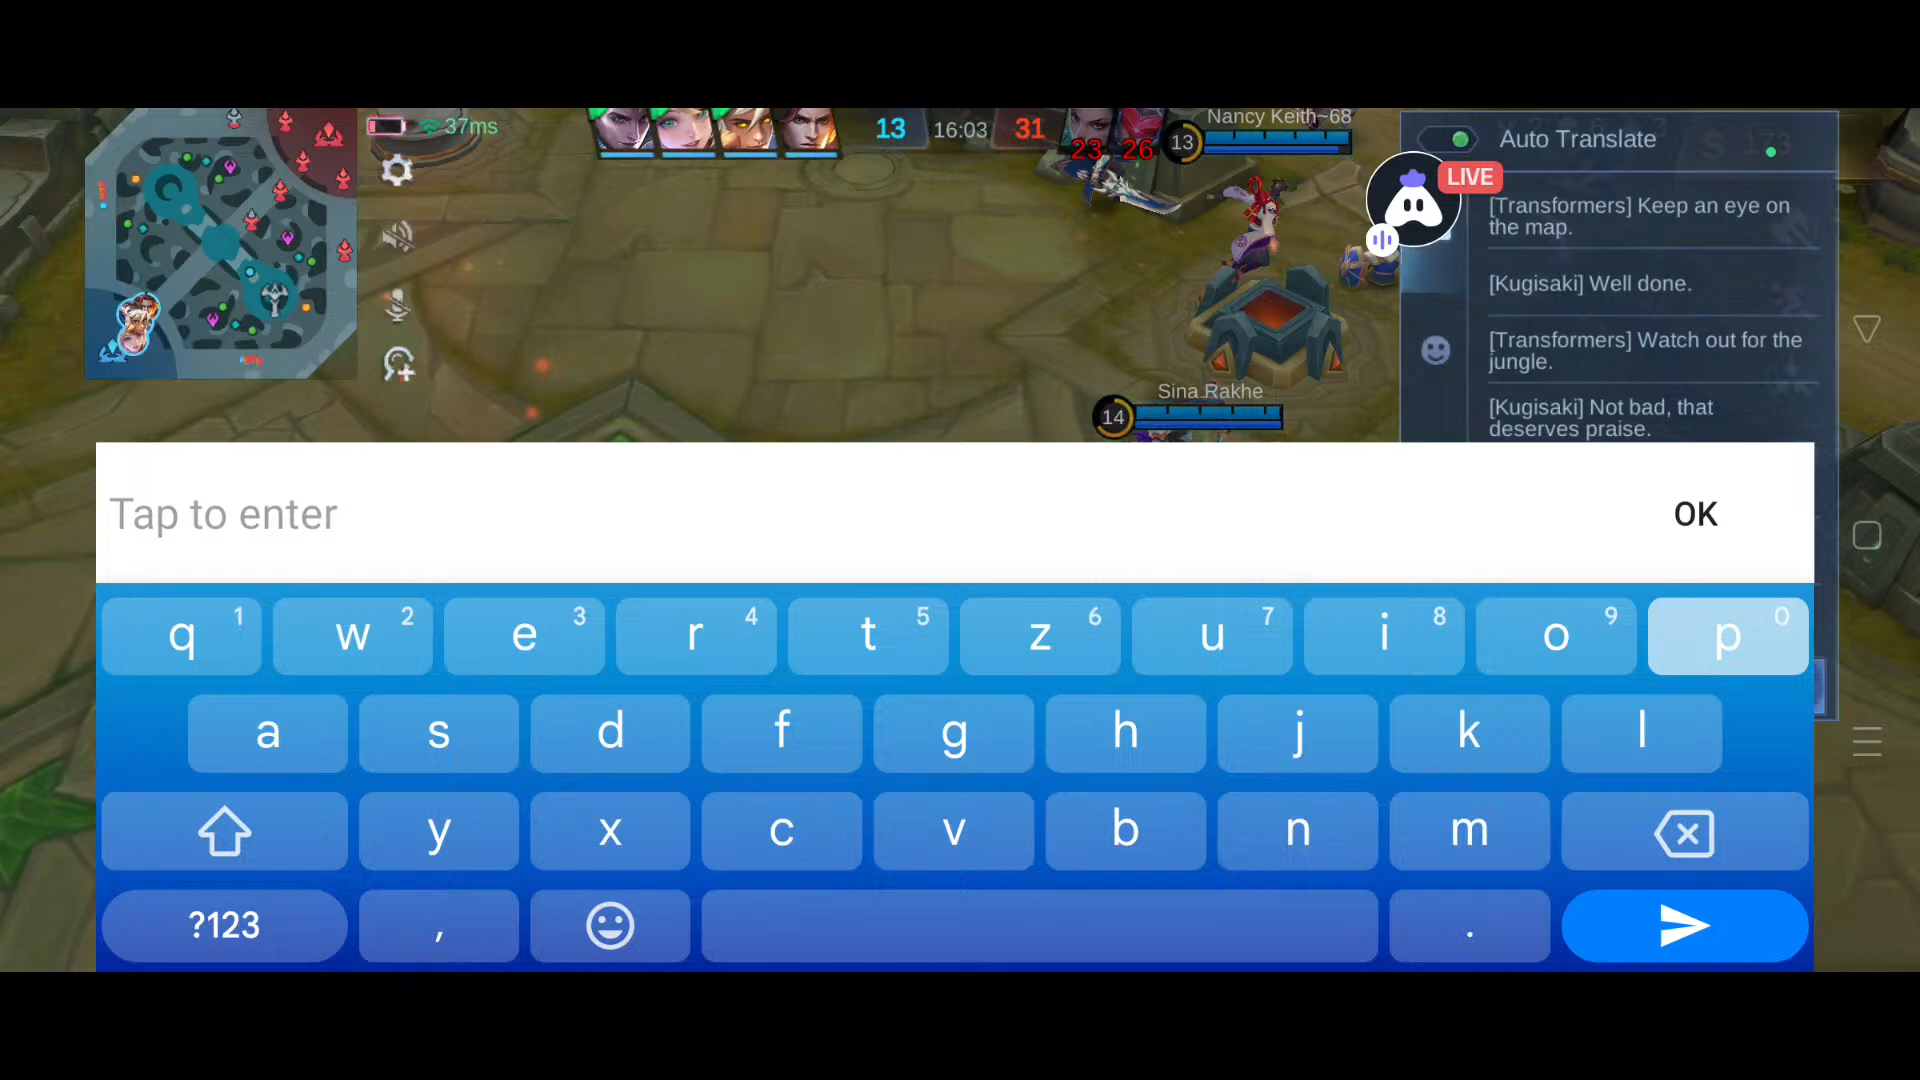 37ms
13
16:03
31
23
26
13
Nancy Keith~68
Auto Translate
LIVE
[Transformers] Keep an eye on
the map.
[Kugisaki] Well done.
[Transformers] Watch out for the
jungle.
[Kugisaki] Not bad, that
deserves praise.
Sina Rakhe
14
Tap to enter
OK
q 1 w 2 e 3 r 4 t 5 z 6 u 7 i 8 o 9 p 0
a s d f g h j k l
y x c v b n m
?123 , .